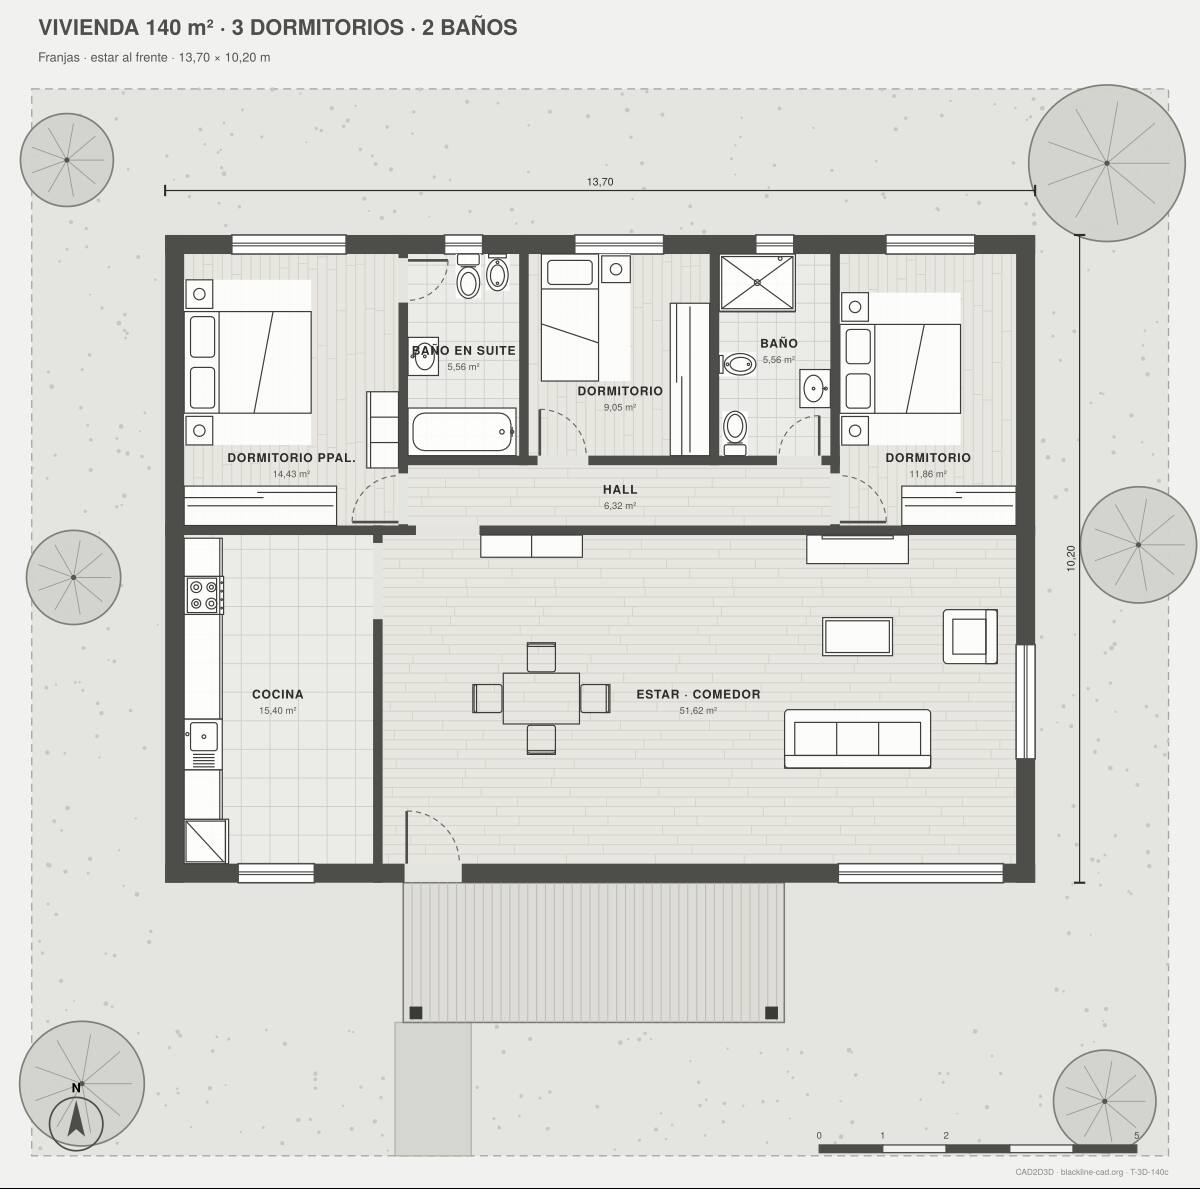 VIVIENDA 140 m² · 3 DORMITORIOS · 2 BAÑOS
Franjas · estar al frente · 13,70 × 10,20 m
13,70
BAÑO EN SUITE
5,56 m²
BAÑO
5,56 m²
DORMITORIO
9,05 m²
DORMITORIO PPAL.
14,43 m²
DORMITORIO
11,86 m²
HALL
6,32 m²
10,20
COCINA
15,40 m²
ESTAR · COMEDOR
51,62 m²
N
0 1 2 5
CAD2D3D · blackline-cad.org · T-3D-140c